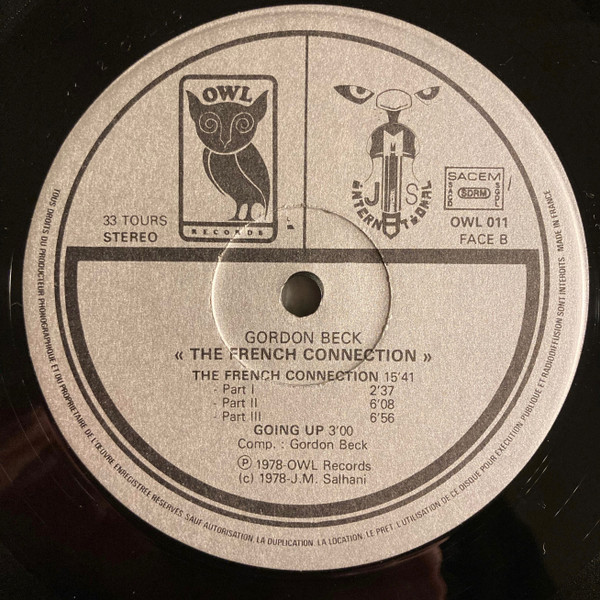 OWL
RECORDS
JMS
INTERNATIONAL
SACEM
SACD SDRM SGDL
33 TOURS
STEREO
OWL 011
FACE B
GORDON BECK
« THE FRENCH CONNECTION »
THE FRENCH CONNECTION 15'41
- Part I 2'37
- Part II 6'08
- Part III 6'56
GOING UP 3'00
Comp. : Gordon Beck
℗ 1978-OWL Records
(c) 1978-J.M. Salhani
TOUS DROITS DU PRODUCTEUR PHONOGRAPHIQUE ET DU PROPRIETAIRE DE L'ŒUVRE ENREGISTREE RESERVES. SAUF AUTORISATION, LA DUPLICATION, LA LOCATION, LE PRET, L'UTILISATION DE CE DISQUE POUR EXECUTION PUBLIQUE ET RADIODIFFUSION SONT INTERDITS. MADE IN FRANCE